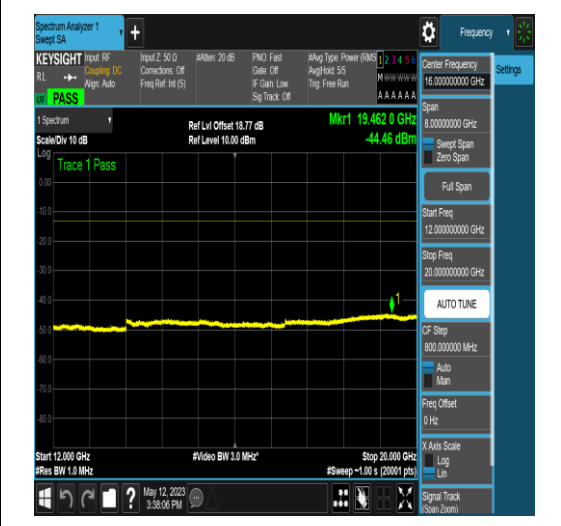 Spectrum Analyzer 1
Swept SA
Frequency
KEYSIGHT
RL
Input: RF
Coupling: DC
Align: Auto
Input Z: 50 Ω
Corrections: Off
Freq Ref: Int (S)
#Atten: 20 dB
PNO: Fast
Gate: Off
IF Gain: Low
Sig Track: Off
#Avg Type: Power (RMS
Avg|Hold: 5/5
Trig: Free Run
1 2 3 4 5 6
M W W W W W
A A A A A A
PASS
Center Frequency
16.000000000 GHz
Settings
Span
8.00000000 GHz
Swept Span
Zero Span
Full Span
Start Freq
12.000000000 GHz
Stop Freq
20.000000000 GHz
AUTO TUNE
CF Step
800.000000 MHz
Auto
Man
Freq Offset
0 Hz
X Axis Scale
Log
Lin
Signal Track
(Span Zoom)
1 Spectrum
Scale/Div 10 dB
Ref Lvl Offset 18.77 dB
Ref Level 10.00 dBm
Mkr1 19.462 0 GHz
-44.46 dBm
Log
Trace 1 Pass
0.00
-10.0
-20.0
-30.0
-40.0
-50.0
-60.0
-70.0
-80.0
1
Start 12.000 GHz
#Res BW 1.0 MHz
#Video BW 3.0 MHz*
Stop 20.000 GHz
#Sweep ~1.00 s (20001 pts)
May 12, 2023
3:38:06 PM